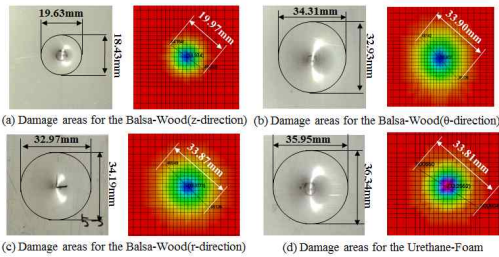 19.63mm
18.43mm
19.97mm
34.31mm
32.93mm
33.90mm
(a) Damage areas for the Balsa-Wood(z-direction)
(b) Damage areas for the Balsa-Wood(θ-direction)
32.97mm
34.19mm
33.87mm
35.95mm
36.34mm
33.81mm
(c) Damage areas for the Balsa-Wood(r-direction)
(d) Damage areas for the Urethane-Foam